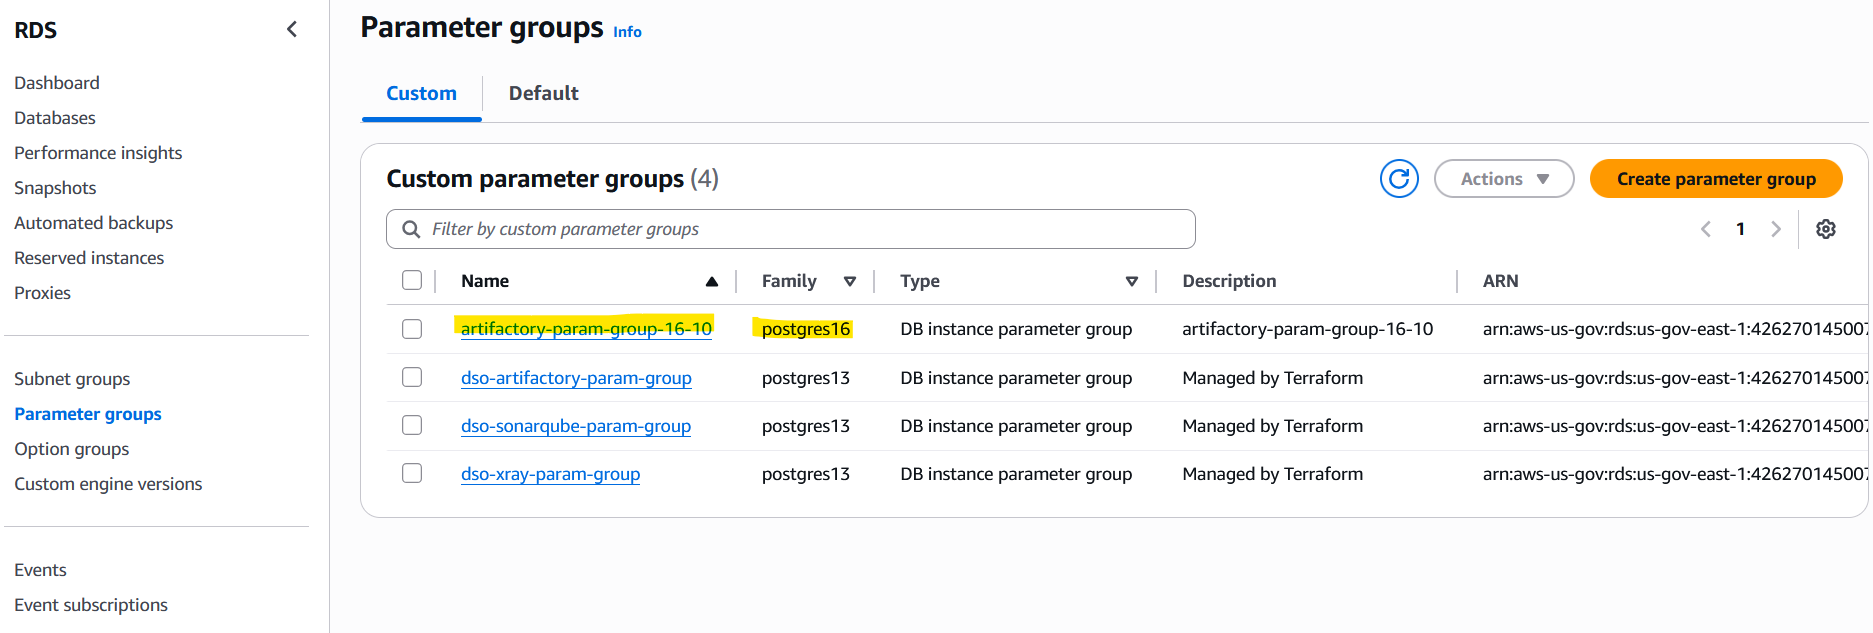 RDS
Dashboard
Databases
Performance insights
Snapshots
Automated backups
Reserved instances
Proxies
Subnet groups
Parameter groups
Option groups
Custom engine versions
Events
Event subscriptions
Parameter groups Info
Custom Default
Custom parameter groups (4) Actions Create parameter group
Filter by custom parameter groups 1
Name Family Type Description ARN
artifactory-param-group-16-10 postgres16 DB instance parameter group artifactory-param-group-16-10 arn:aws-us-gov:rds:us-gov-east-1:426270145007
dso-artifactory-param-group postgres13 DB instance parameter group Managed by Terraform arn:aws-us-gov:rds:us-gov-east-1:426270145007
dso-sonarqube-param-group postgres13 DB instance parameter group Managed by Terraform arn:aws-us-gov:rds:us-gov-east-1:426270145007
dso-xray-param-group postgres13 DB instance parameter group Managed by Terraform arn:aws-us-gov:rds:us-gov-east-1:426270145007